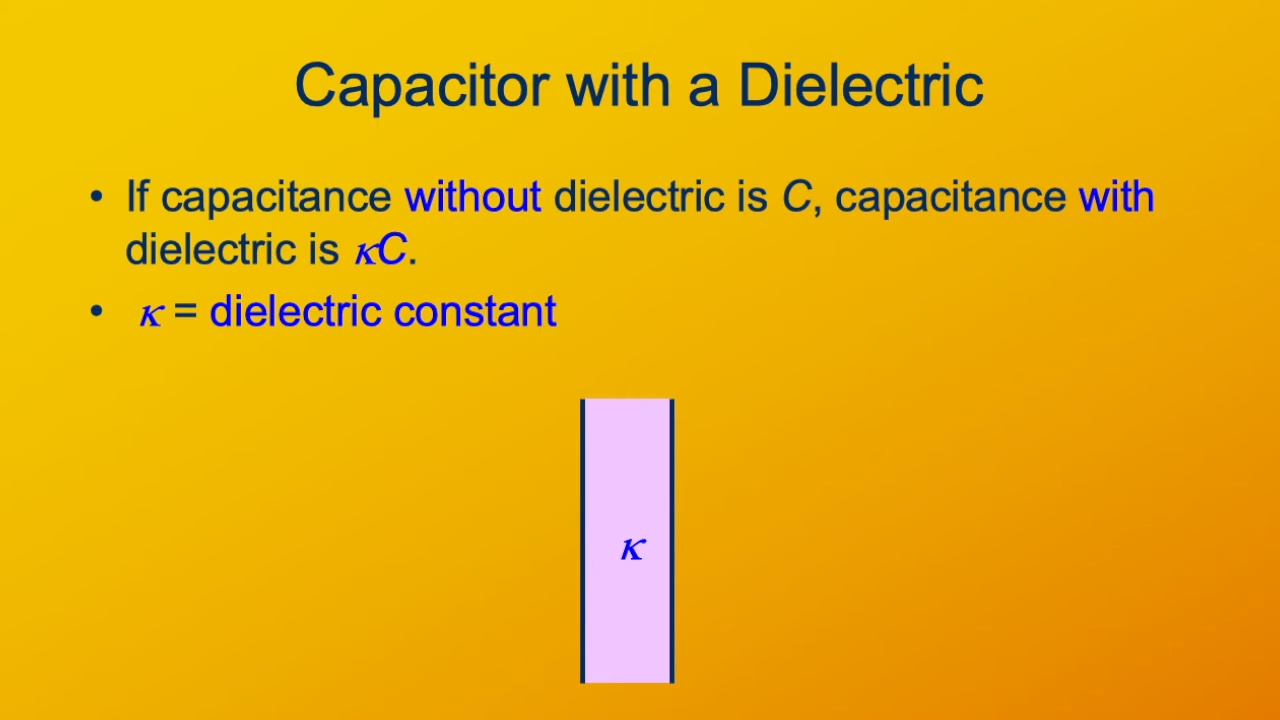 Capacitor with a Dielectric
• If capacitance without dielectric is C, capacitance with
dielectric is κC.
• κ = dielectric constant
κ